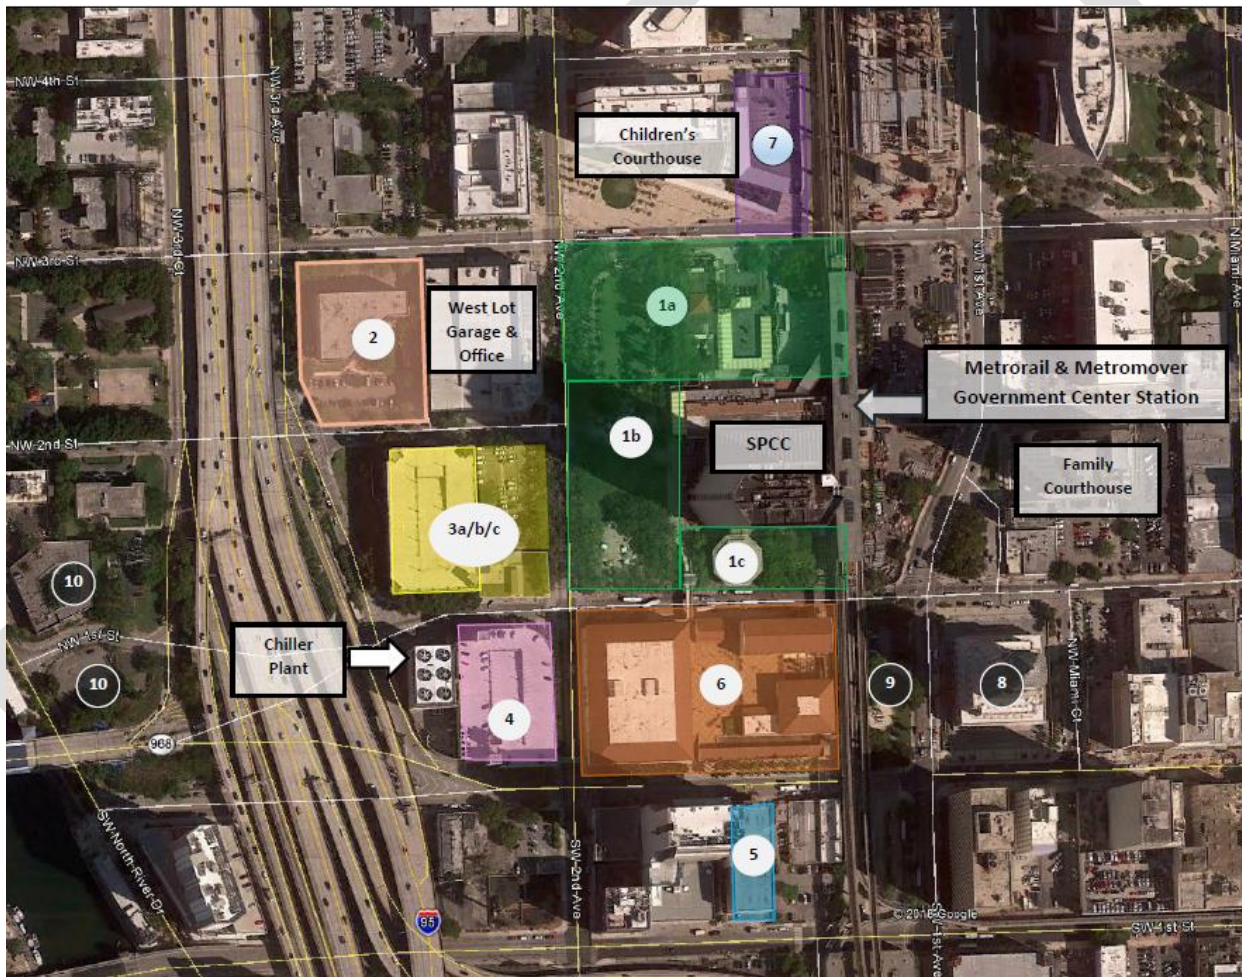 NW 4th St
NW 3rd Ave
Children's
Courthouse
7
NW 3rd Ct
NW 3rd St
NW 2nd Ave
NW 1st Ave
N Miami Ave
1a
West Lot
Garage &
Office
2
Metrorail & Metromover
Government Center Station
1b
SPCC
NW 2nd St
Family
Courthouse
3a/b/c
1c
10
NW 1st St
Chiller
Plant
10
4
6
9
8
NW Miami Ct
968
SW North River Dr
SW 2nd Ave
5
95
Google
SW 1st Ave
SW 1st St